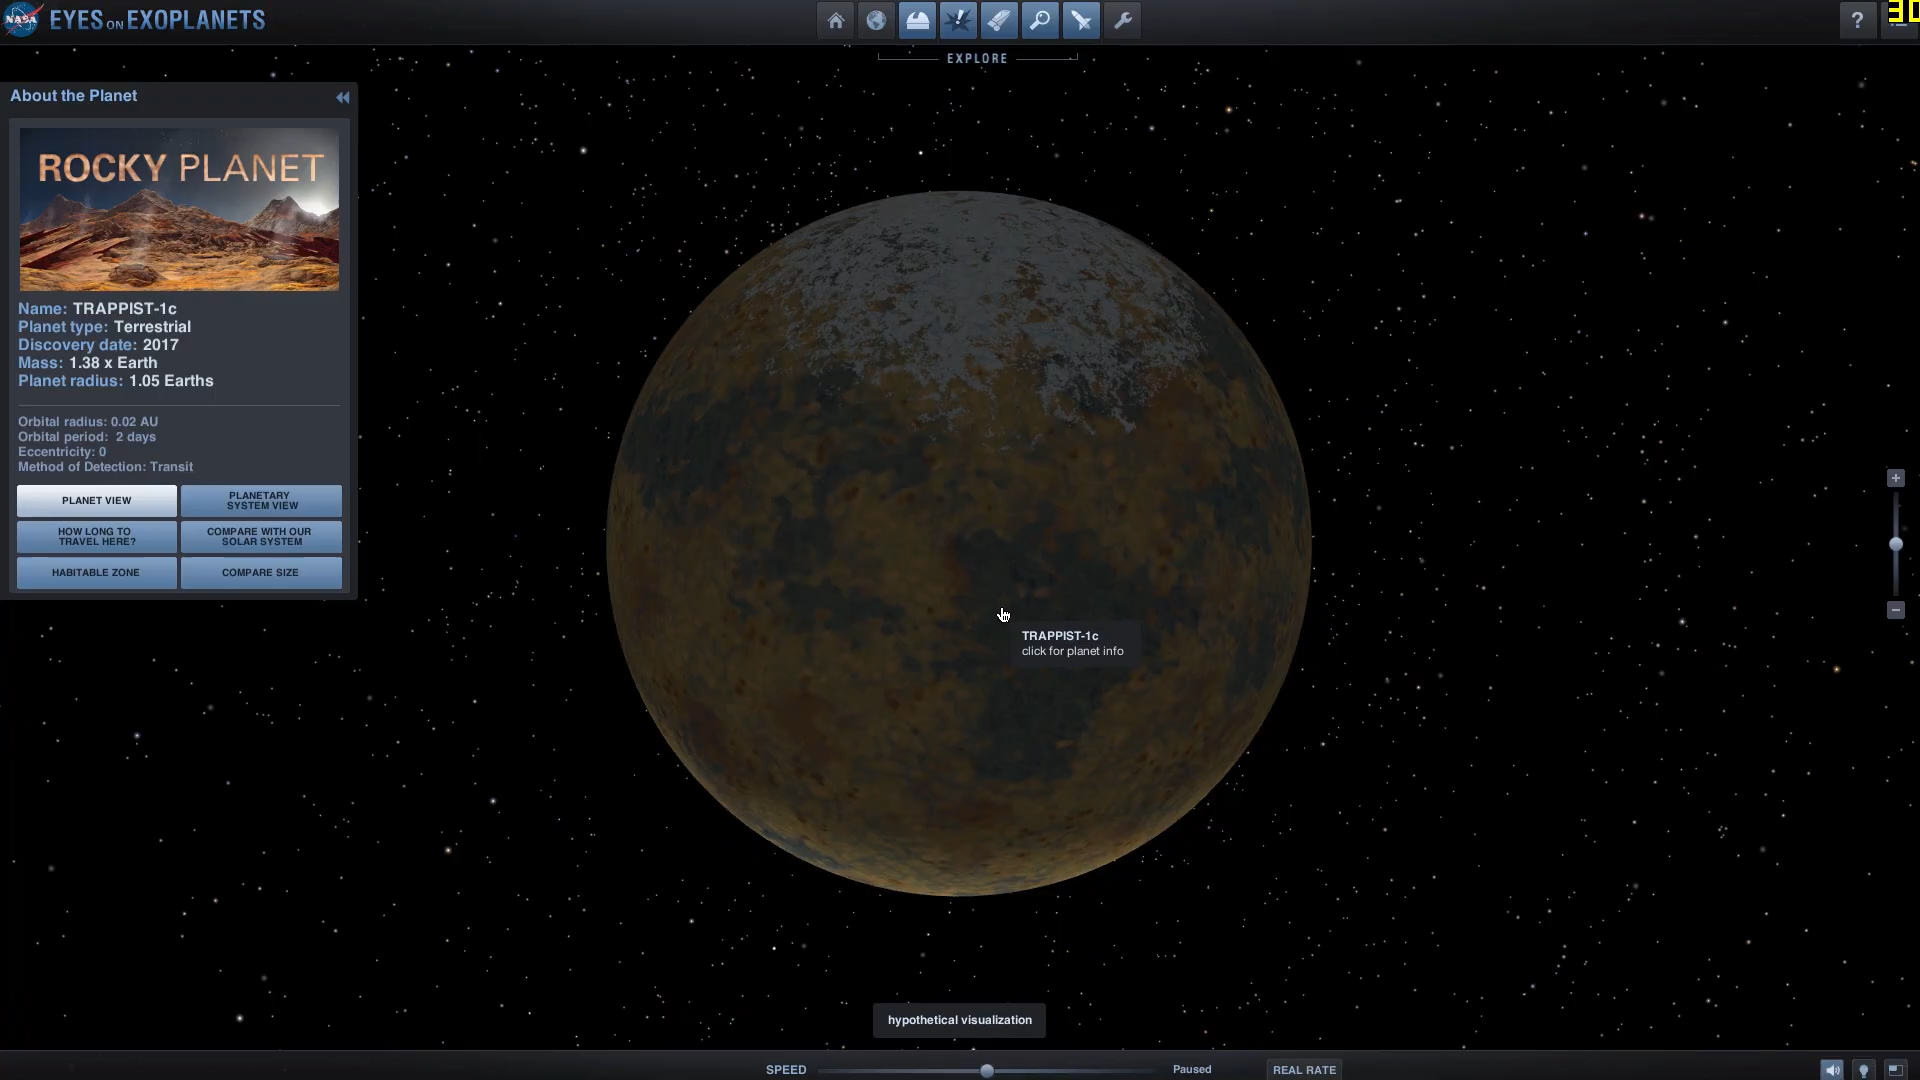 NASA
EYES ON EXOPLANETS
?
30
EXPLORE
About the Planet
ROCKY PLANET
Name: TRAPPIST-1c
Planet type: Terrestrial
Discovery date: 2017
Mass: 1.38 x Earth
Planet radius: 1.05 Earths
Orbital radius: 0.02 AU
Orbital period: 2 days
Eccentricity: 0
Method of Detection: Transit
PLANET VIEW
PLANETARY
SYSTEM VIEW
HOW LONG TO
TRAVEL HERE?
COMPARE WITH OUR
SOLAR SYSTEM
HABITABLE ZONE
COMPARE SIZE
TRAPPIST-1c
click for planet info
hypothetical visualization
SPEED
Paused
REAL RATE